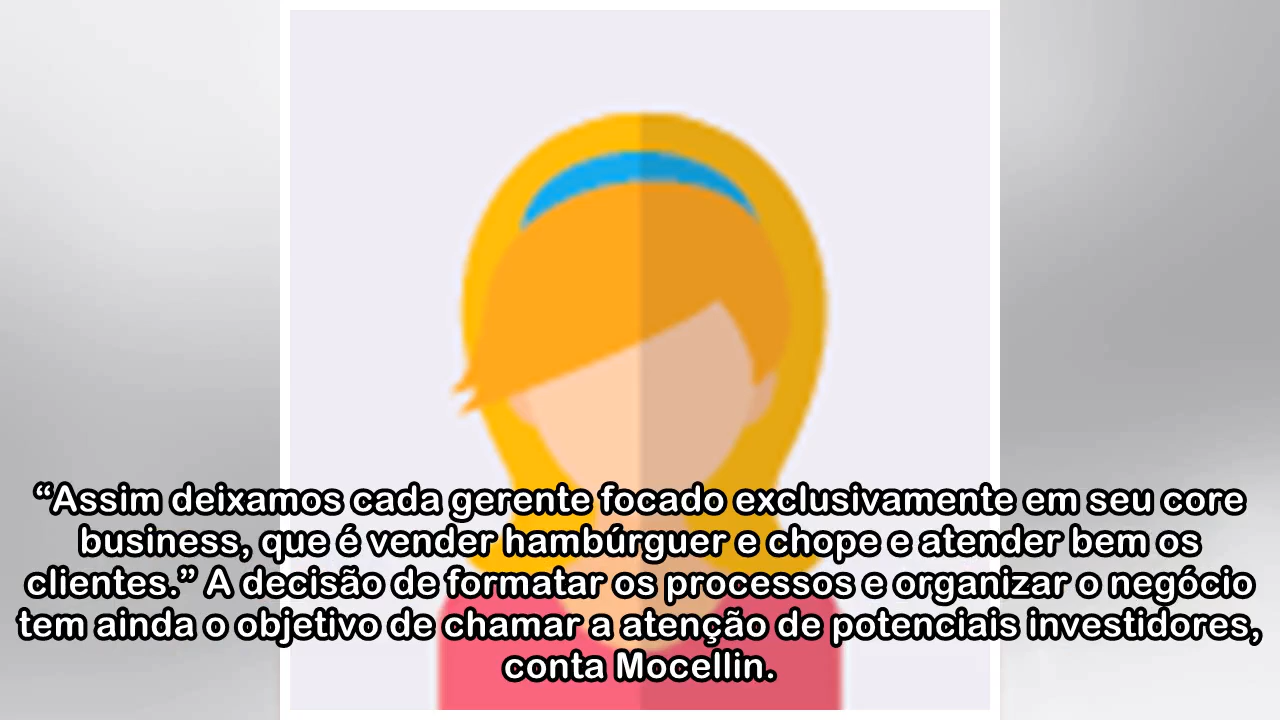 “Assim deixamos cada gerente focado exclusivamente em seu core
business, que é vender hambúrguer e chope e atender bem os
clientes.” A decisão de formatar os processos e organizar o negócio
tem ainda o objetivo de chamar a atenção de potenciais investidores,
conta Mocellin.